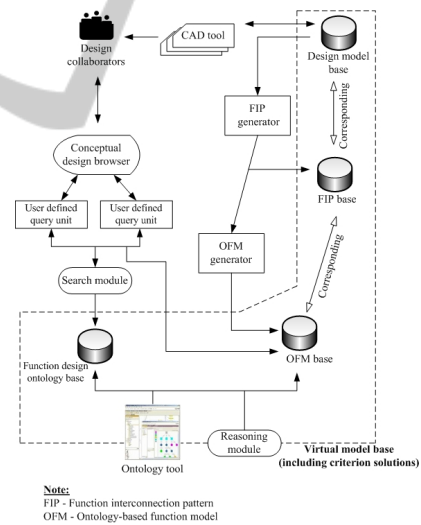 Design
collaborators
CAD tool
Design model
base
FIP
generator
Corresponding
Conceptual
design browser
FIP base
User defined
query unit
User defined
query unit
OFM
generator
Corresponding
Search module
Function design
ontology base
OFM base
Ontology tool
Reasoning
module
Virtual model base
(including criterion solutions)
Note:
FIP - Function interconnection pattern
OFM - Ontology-based function model